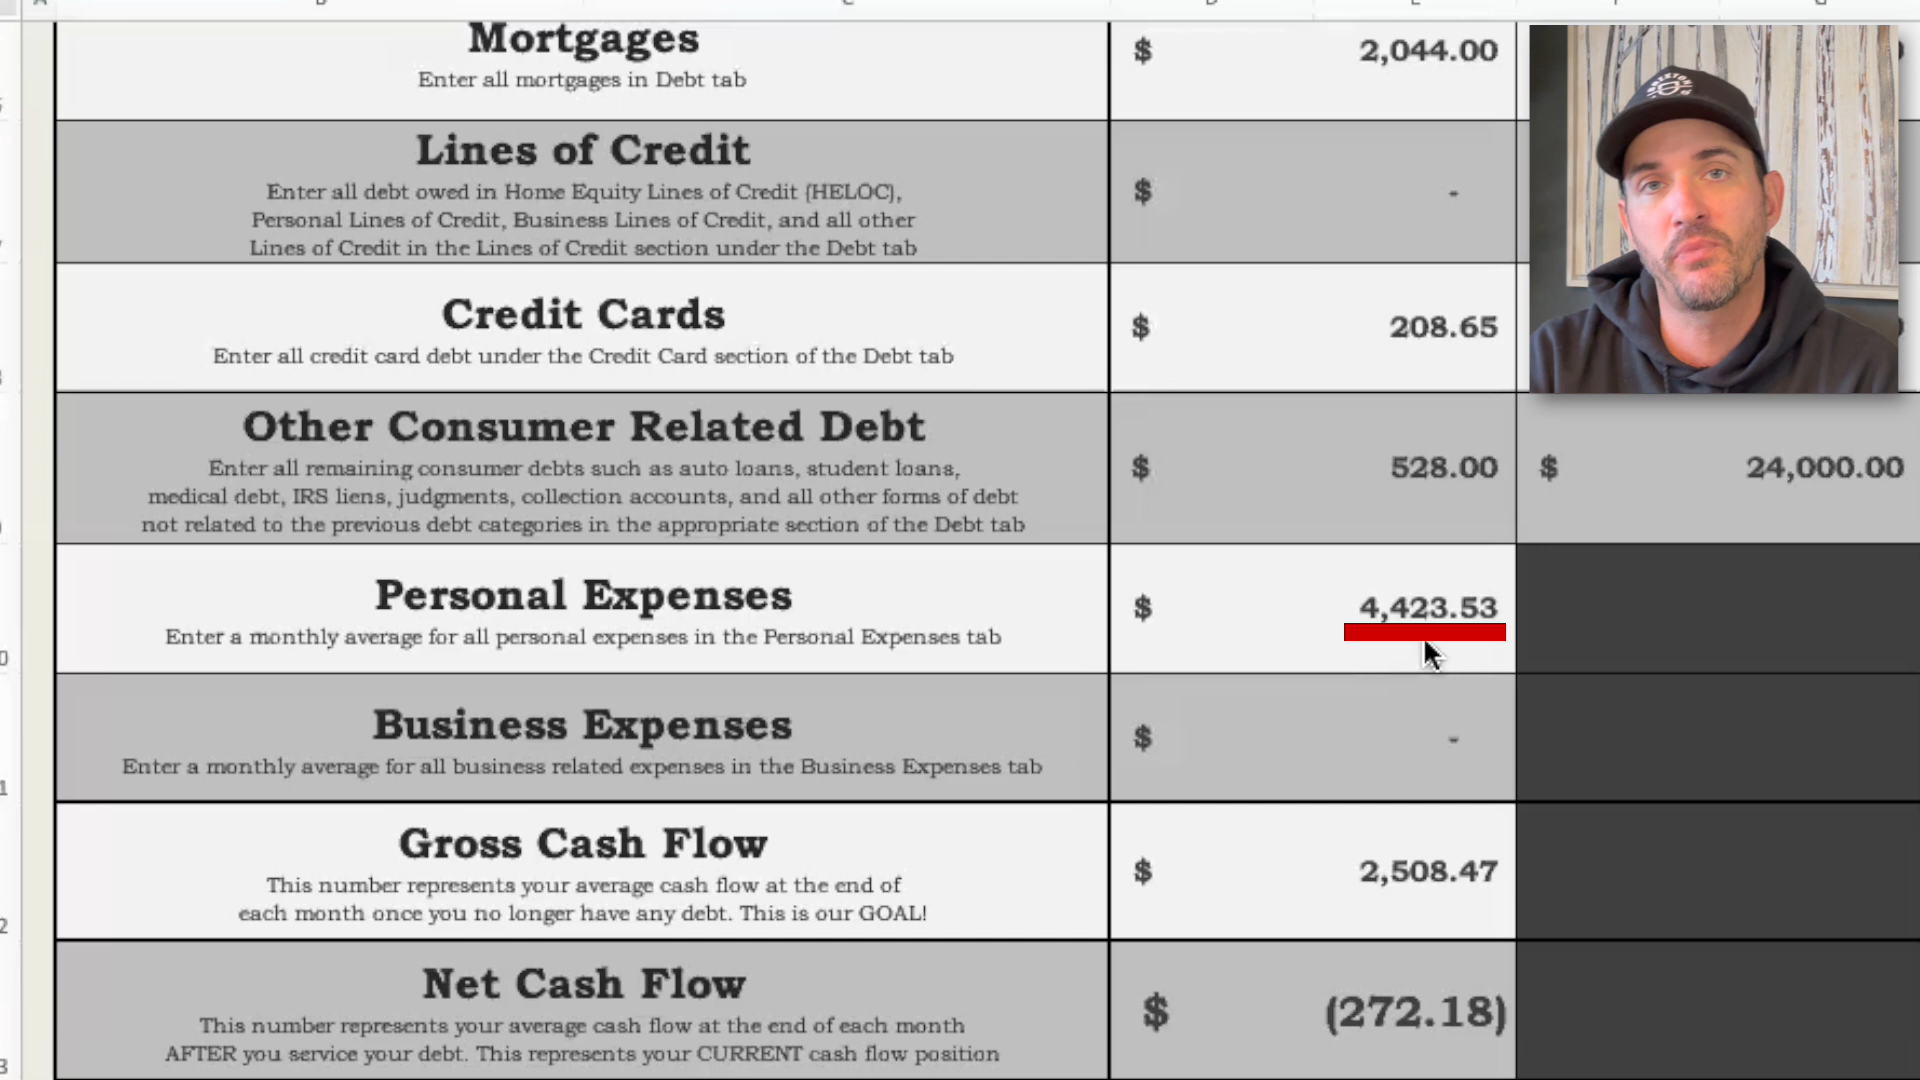 Mortgages
Enter all mortgages in Debt tab
$ 2,044.00
Lines of Credit
Enter all debt owed in Home Equity Lines of Credit (HELOC),
Personal Lines of Credit, Business Lines of Credit, and all other
Lines of Credit in the Lines of Credit section under the Debt tab
$ -
Credit Cards
Enter all credit card debt under the Credit Card section of the Debt tab
$ 208.65
Other Consumer Related Debt
Enter all remaining consumer debts such as auto loans, student loans,
medical debt, IRS liens, judgments, collection accounts, and all other forms of debt
not related to the previous debt categories in the appropriate section of the Debt tab
$ 528.00 $ 24,000.00
Personal Expenses
Enter a monthly average for all personal expenses in the Personal Expenses tab
$ 4,423.53
Business Expenses
Enter a monthly average for all business related expenses in the Business Expenses tab
$ -
Gross Cash Flow
This number represents your average cash flow at the end of
each month once you no longer have any debt. This is our GOAL!
$ 2,508.47
Net Cash Flow
This number represents your average cash flow at the end of each month
AFTER you service your debt. This represents your CURRENT cash flow position
$ (272.18)